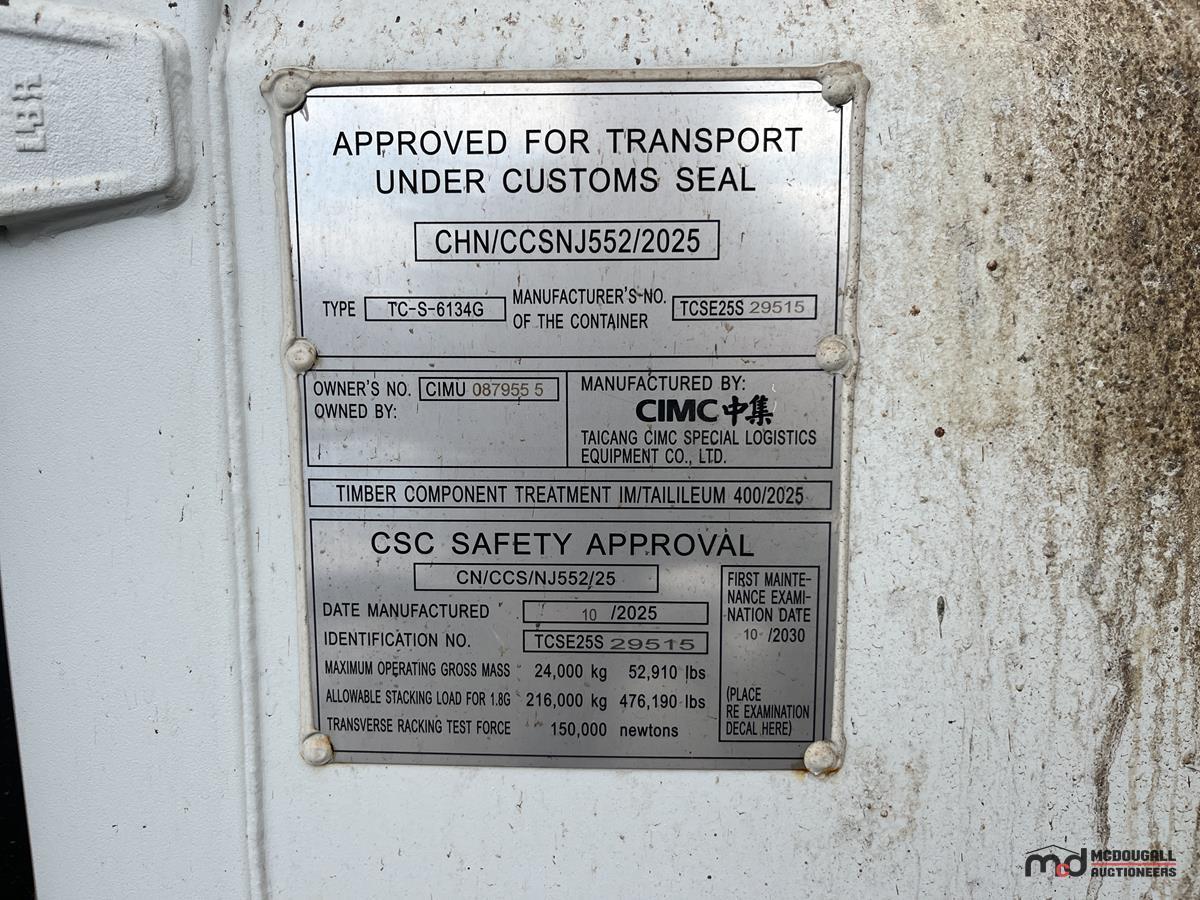 LBR
APPROVED FOR TRANSPORT
UNDER CUSTOMS SEAL
CHN/CCSNJ552/2025
TYPE TC-S-6134G MANUFACTURER'S-NO. OF THE CONTAINER TCSE25S 29515
OWNER'S NO. CIMU 087955 5
OWNED BY:
MANUFACTURED BY:
CIMC中集
TAICANG CIMC SPECIAL LOGISTICS
EQUIPMENT CO., LTD.
TIMBER COMPONENT TREATMENT IM/TAILILEUM 400/2025
CSC SAFETY APPROVAL
CN/CCS/NJ552/25
DATE MANUFACTURED 10 /2025
IDENTIFICATION NO. TCSE25S 29515
MAXIMUM OPERATING GROSS MASS 24,000 kg 52,910 lbs
ALLOWABLE STACKING LOAD FOR 1.8G 216,000 kg 476,190 lbs
TRANSVERSE RACKING TEST FORCE 150,000 newtons
FIRST MAINTE-
NANCE EXAMI-
NATION DATE
10 /2030
(PLACE
RE EXAMINATION
DECAL HERE)
mcd MCDOUGALL
AUCTIONEERS